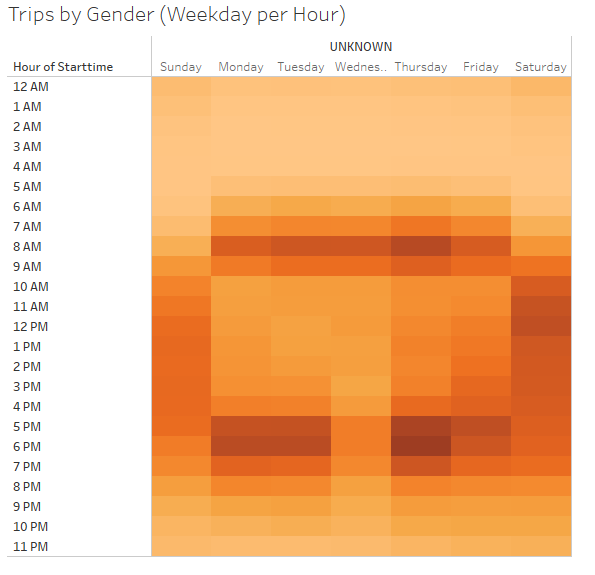 Trips by Gender (Weekday per Hour)
UNKNOWN
Hour of Starttime Sunday Monday Tuesday Wednes.. Thursday Friday Saturday
12 AM
1 AM
2 AM
3 AM
4 AM
5 AM
6 AM
7 AM
8 AM
9 AM
10 AM
11 AM
12 PM
1 PM
2 PM
3 PM
4 PM
5 PM
6 PM
7 PM
8 PM
9 PM
10 PM
11 PM